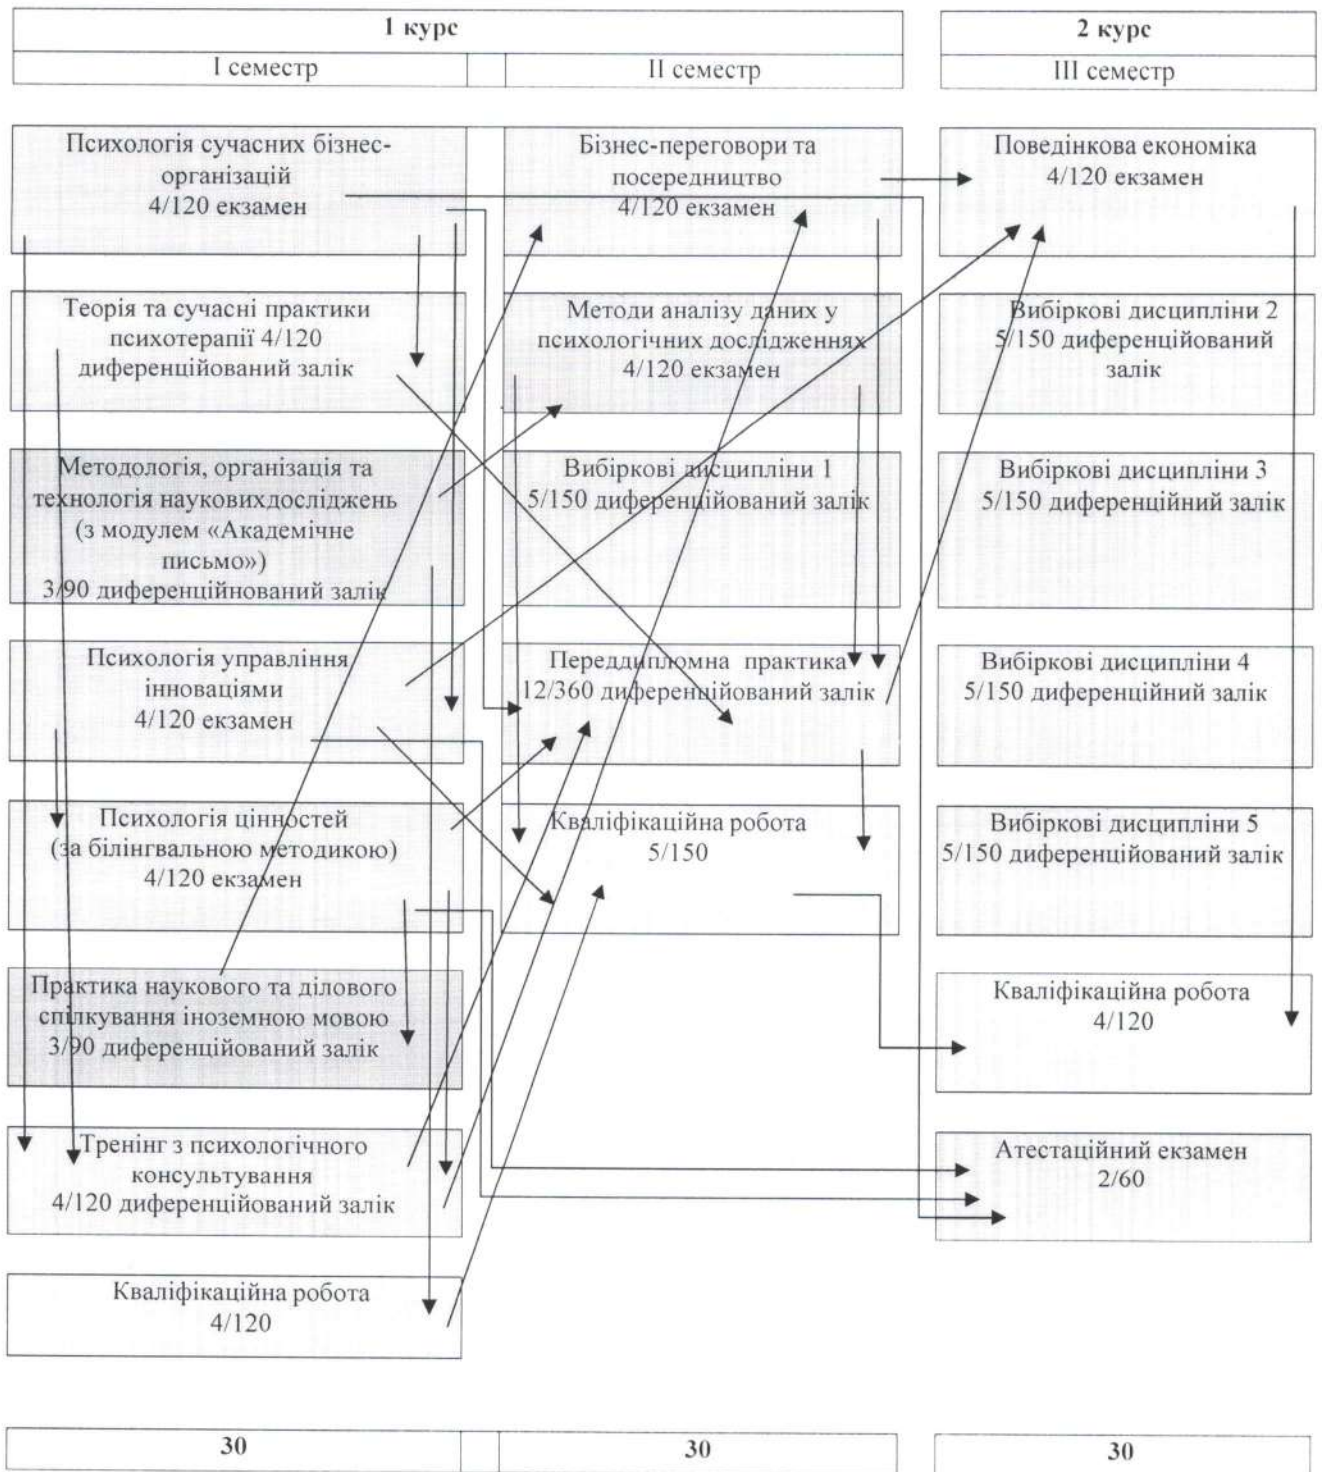 1 курс
І семестр
ІІ семестр
2 курс
ІІІ семестр
Психологія сучасних бізнес-
організацій
4/120 екзамен
Теорія та сучасні практики
психотерапії 4/120
диференційований залік
Методологія, організація та
технологія науковихдосліджень
(з модулем «Академічне
письмо»)
3/90 диференційнований залік
Психологія управління
інноваціями
4/120 екзамен
Психологія цінностей
(за білінгвальною методикою)
4/120 екзамен
Практика наукового та ділового
спілкування іноземною мовою
3/90 диференційований залік
Тренінг з психологічного
консультування
4/120 диференційований залік
Кваліфікаційна робота
4/120
Бізнес-переговори та
посередництво
4/120 екзамен
Методи аналізу даних у
психологічних дослідженнях
4/120 екзамен
Вибіркові дисципліни 1
5/150 диференційований залік
Переддипломна практика
12/360 диференційований залік
Кваліфікаційна робота
5/150
Поведінкова економіка
4/120 екзамен
Вибіркові дисципліни 2
5/150 диференційований
залік
Вибіркові дисципліни 3
5/150 диференційний залік
Вибіркові дисципліни 4
5/150 диференційний залік
Вибіркові дисципліни 5
5/150 диференційований залік
Кваліфікаційна робота
4/120
Атестаційний екзамен
2/60
30
30
30